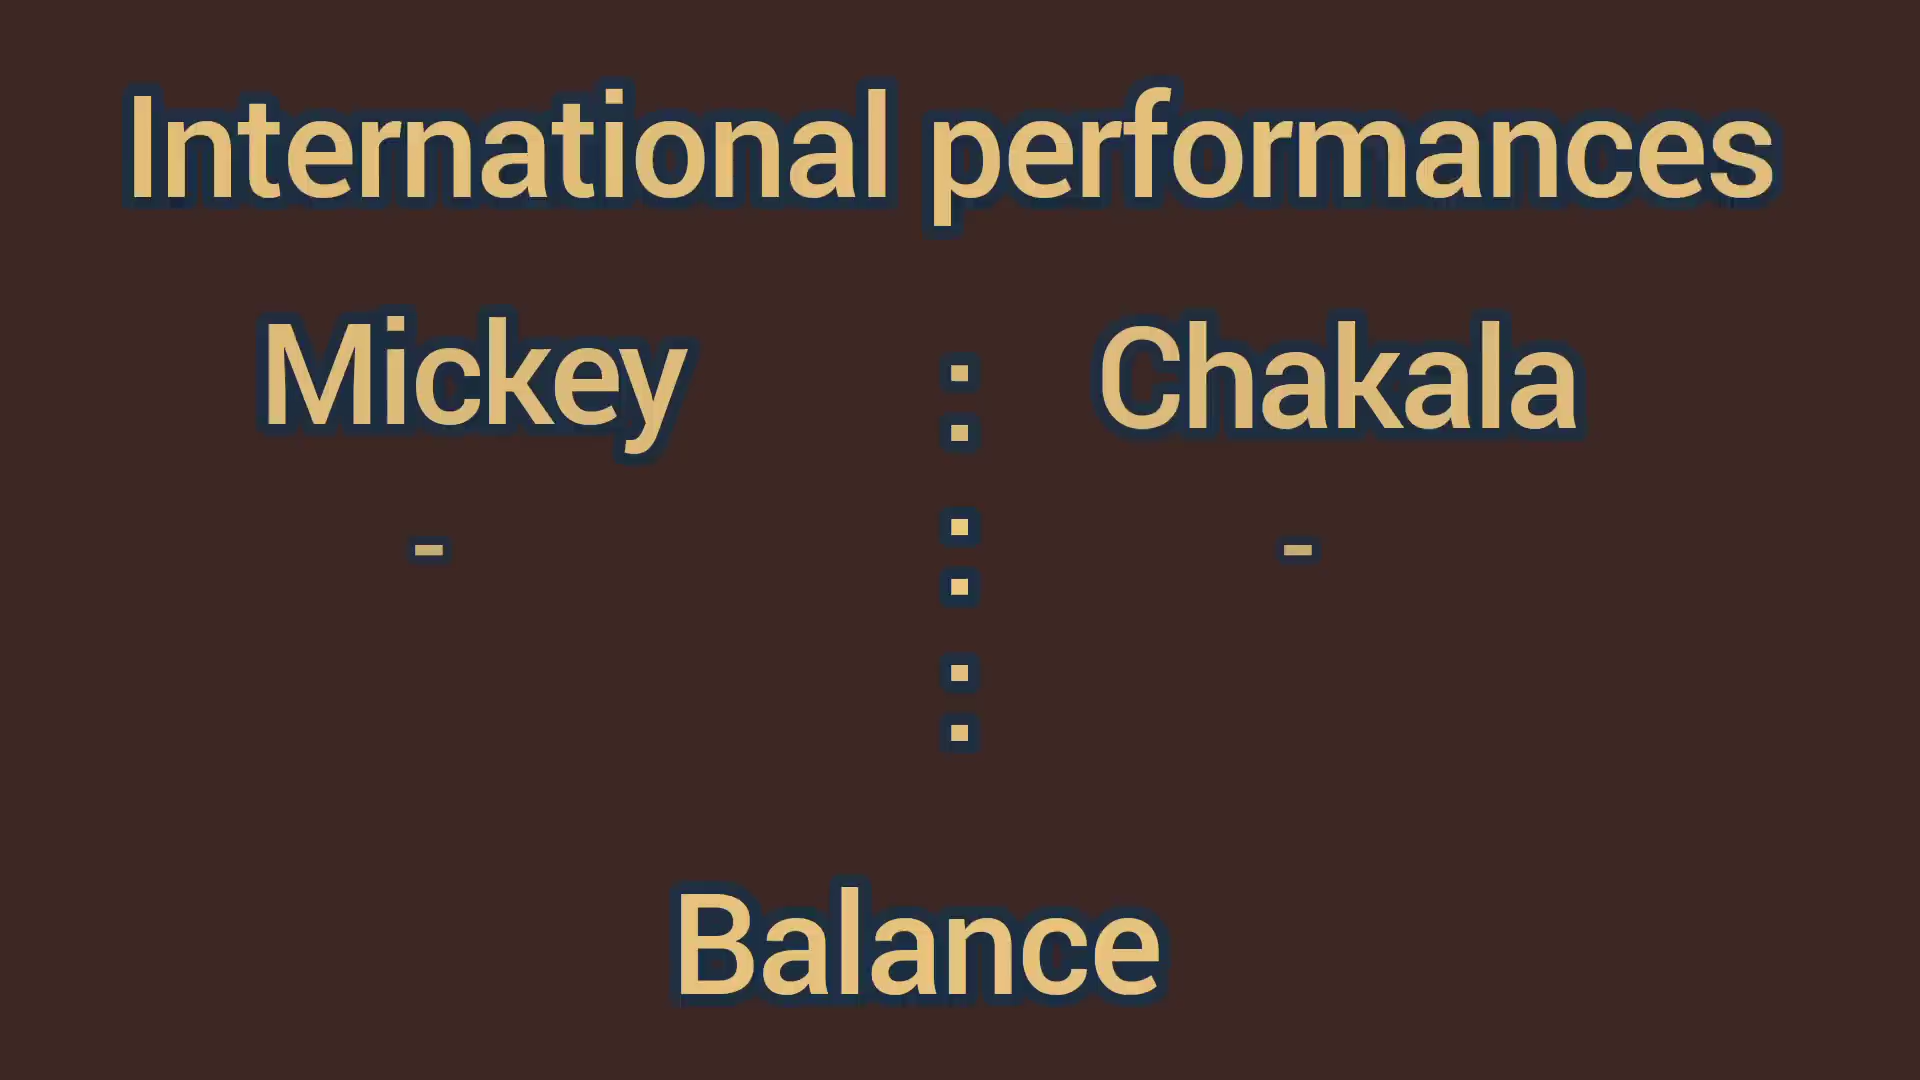 International performances
Mickey : Chakala
- : -
:
Balance